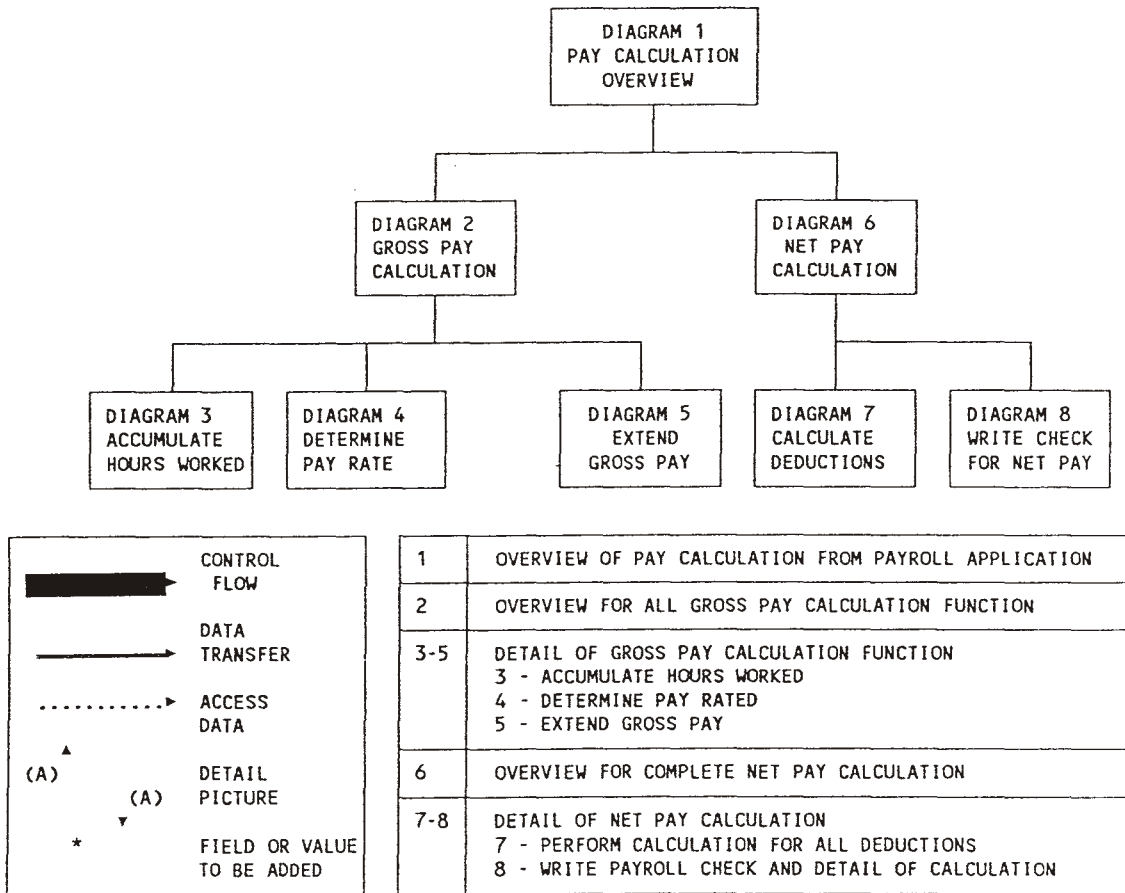 DIAGRAM 1
PAY CALCULATION
OVERVIEW
DIAGRAM 2
GROSS PAY
CALCULATION
DIAGRAM 6
NET PAY
CALCULATION
DIAGRAM 3
ACCUMULATE
HOURS WORKED
DIAGRAM 4
DETERMINE
PAY RATE
DIAGRAM 5
EXTEND
GROSS PAY
DIAGRAM 7
CALCULATE
DEDUCTIONS
DIAGRAM 8
WRITE CHECK
FOR NET PAY
CONTROL
FLOW
DATA
TRANSFER
ACCESS
DATA
(A) DETAIL
(A) PICTURE
* FIELD OR VALUE
TO BE ADDED
1 OVERVIEW OF PAY CALCULATION FROM PAYROLL APPLICATION
2 OVERVIEW FOR ALL GROSS PAY CALCULATION FUNCTION
3-5 DETAIL OF GROSS PAY CALCULATION FUNCTION
3 - ACCUMULATE HOURS WORKED
4 - DETERMINE PAY RATED
5 - EXTEND GROSS PAY
6 OVERVIEW FOR COMPLETE NET PAY CALCULATION
7-8 DETAIL OF NET PAY CALCULATION
7 - PERFORM CALCULATION FOR ALL DEDUCTIONS
8 - WRITE PAYROLL CHECK AND DETAIL OF CALCULATION